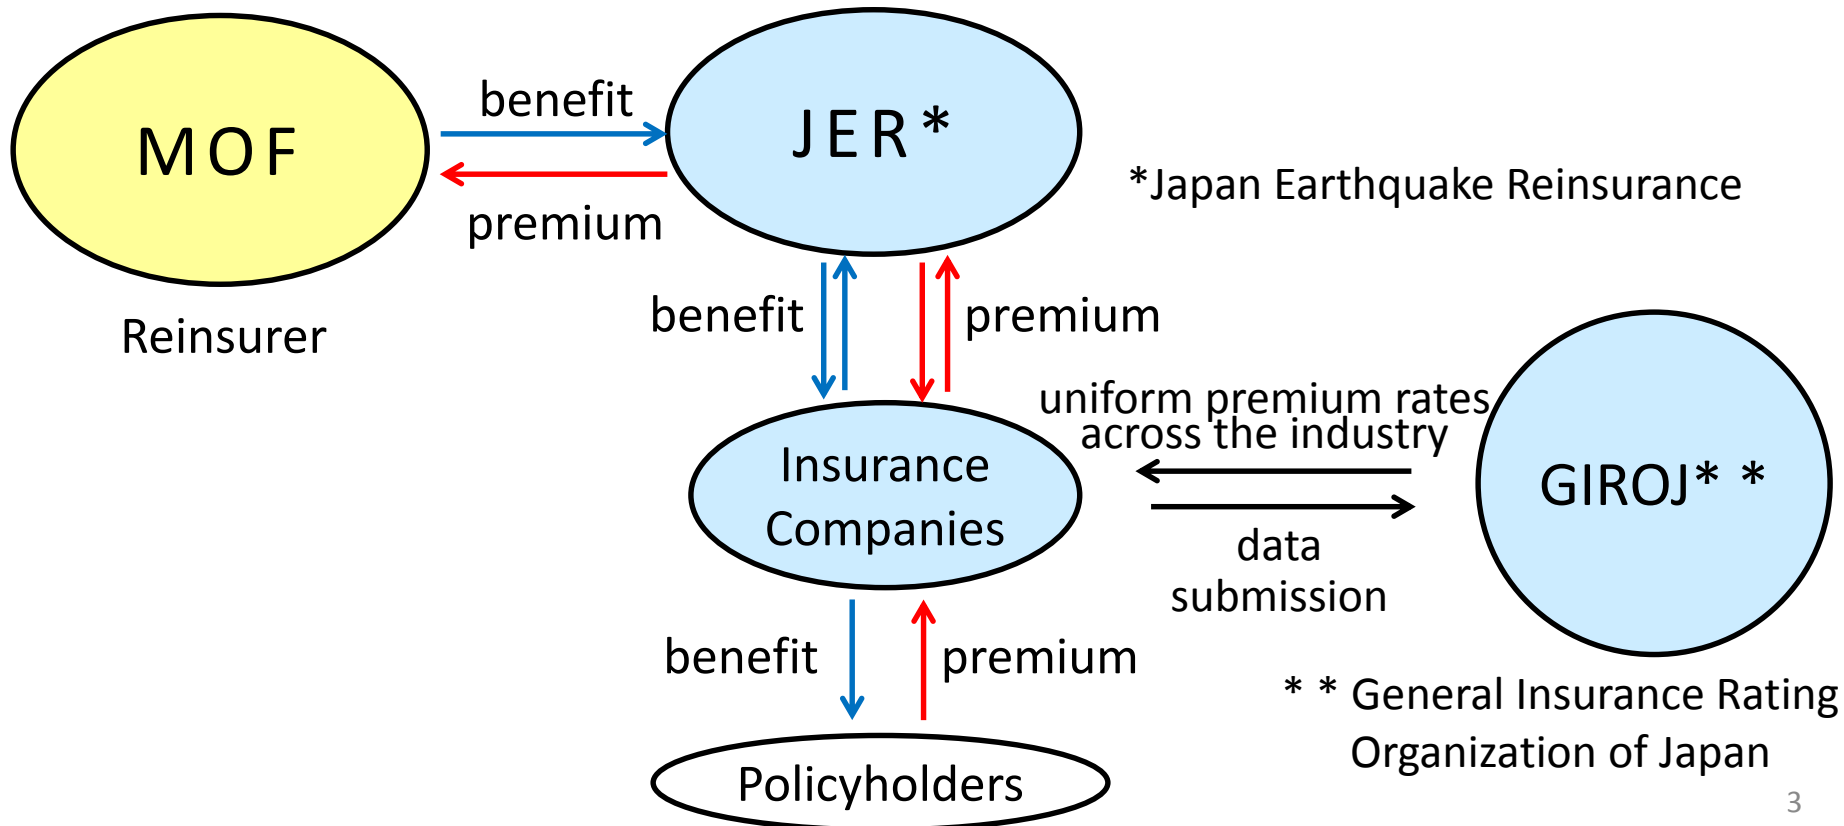 MOF
benefit
premium
JER*
*Japan Earthquake Reinsurance
Reinsurer
benefit
premium
uniform premium rates
across the industry
Insurance
Companies
GIROJ* *
data
submission
benefit
premium
* * General Insurance Rating
Organization of Japan
Policyholders
3